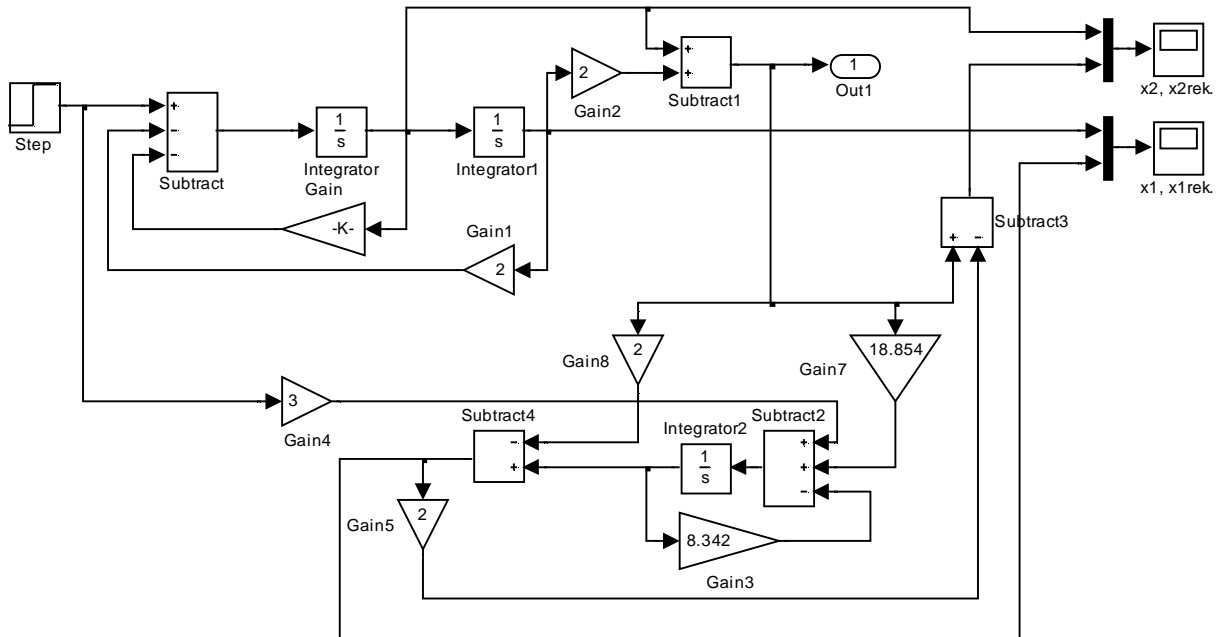 +
+
Subtract1
2
Gain2
1
Out1
x2, x2rek.
Step
+
−
−
Subtract
1
s
Integrator
1
s
Integrator1
x1, x1rek.
Gain
-K-
Gain1
2
+ −
Subtract3
2
Gain8
18.854
Gain7
3
Gain4
Subtract4
−
+
Integrator2
1
s
Subtract2
+
+
−
2
Gain5
8.342
Gain3